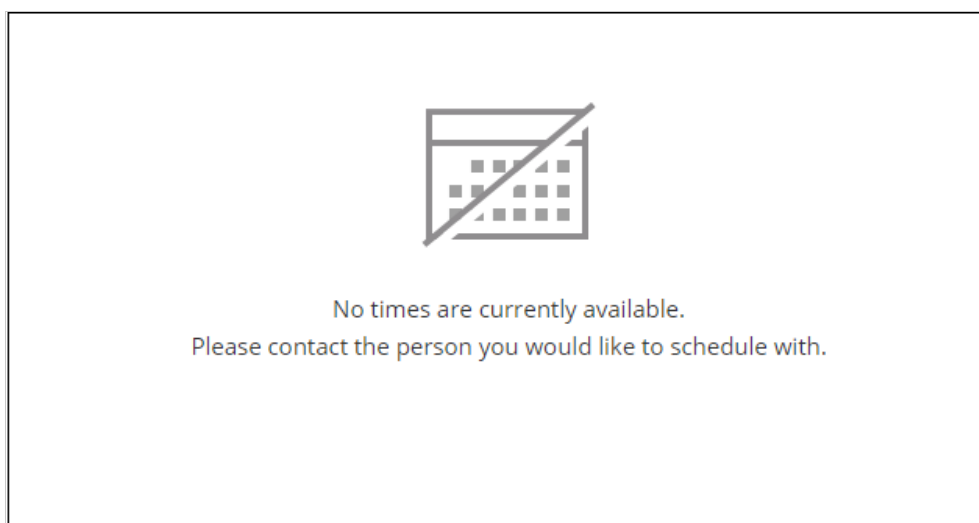 No times are currently available.
Please contact the person you would like to schedule with.